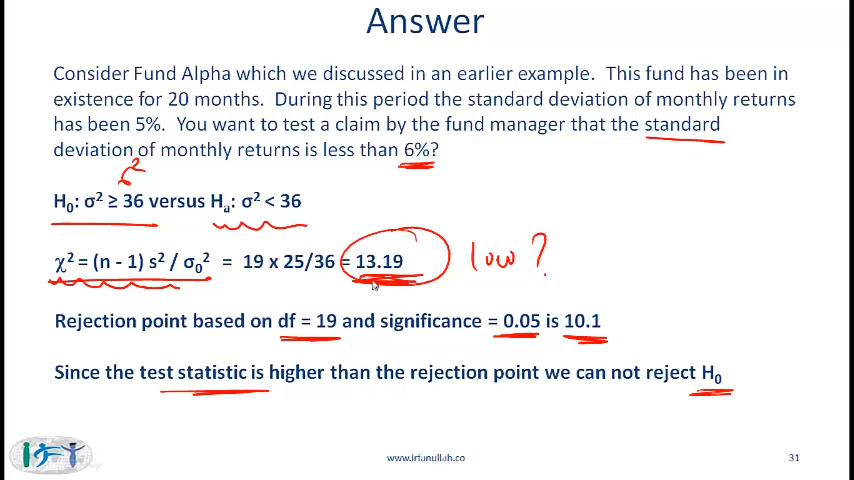 Answer
Consider Fund Alpha which we discussed in an earlier example. This fund has been in
existence for 20 months. During this period the standard deviation of monthly returns
has been 5%. You want to test a claim by the fund manager that the standard
deviation of monthly returns is less than 6%?
6²
H₀: σ² ≥ 36 versus Hₐ: σ² < 36
χ² = (n - 1) s² / σ₀² = 19 x 25/36 = 13.19 low ?
Rejection point based on df = 19 and significance = 0.05 is 10.1
Since the test statistic is higher than the rejection point we can not reject H₀
www.irfanullah.co
31